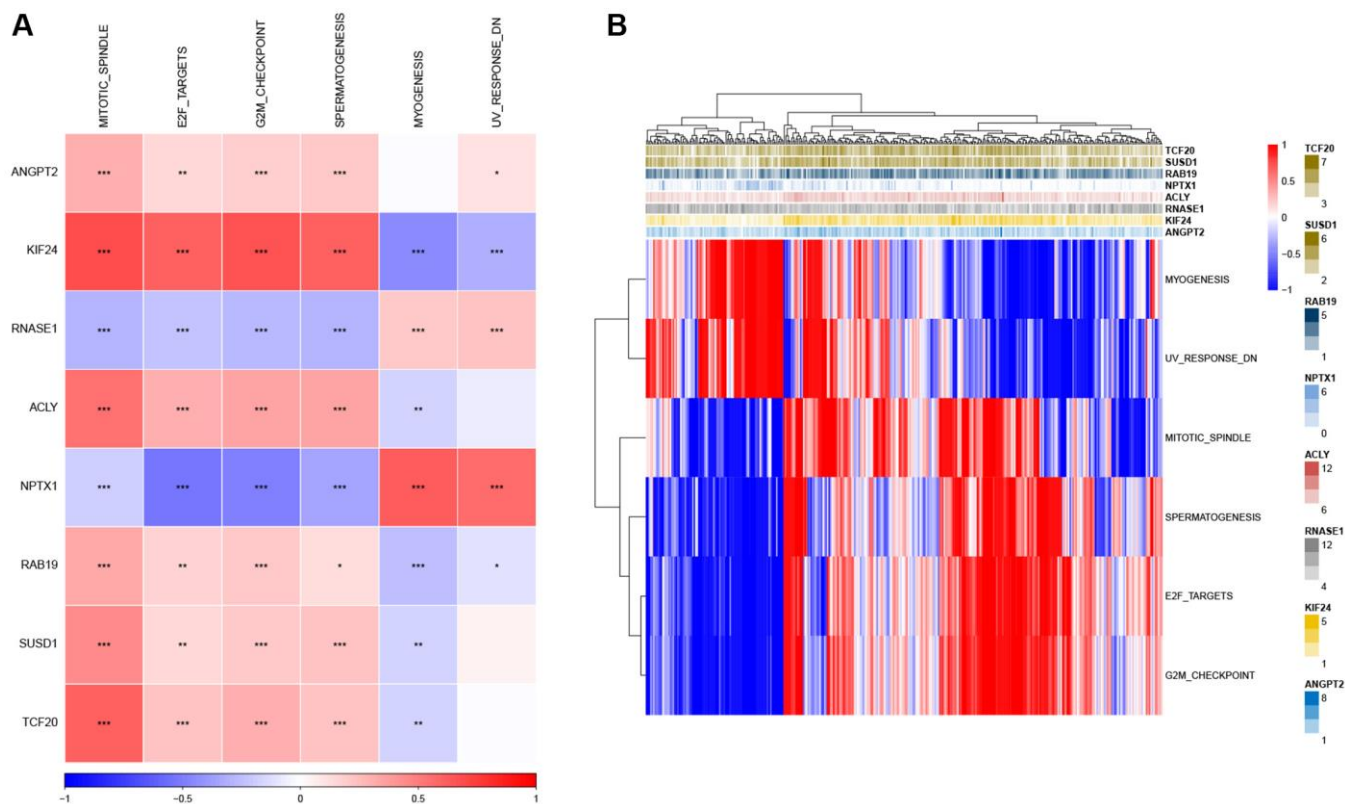 A
B
MITOTIC_SPINDLE
E2F_TARGETS
G2M_CHECKPOINT
SPERMATOGENESIS
MYOGENESIS
UV_RESPONSE_DN
ANGPT2 *** ** *** *** *
KIF24 *** *** *** *** *** ***
RNASE1 *** *** *** *** *** ***
ACLY *** *** *** *** **
NPTX1 *** *** *** *** *** ***
RAB19 *** ** *** * *** *
SUSD1 *** ** *** *** **
TCF20 *** *** *** *** **
−1 −0.5 0 0.5 1
TCF20
SUSD1
RAB19
NPTX1
ACLY
RNASE1
KIF24
ANGPT2
MYOGENESIS
UV_RESPONSE_DN
MITOTIC_SPINDLE
SPERMATOGENESIS
E2F_TARGETS
G2M_CHECKPOINT
1
0.5
0
−0.5
−1
TCF20
7
3
SUSD1
6
2
RAB19
5
1
NPTX1
6
0
ACLY
12
6
RNASE1
12
4
KIF24
5
1
ANGPT2
8
1